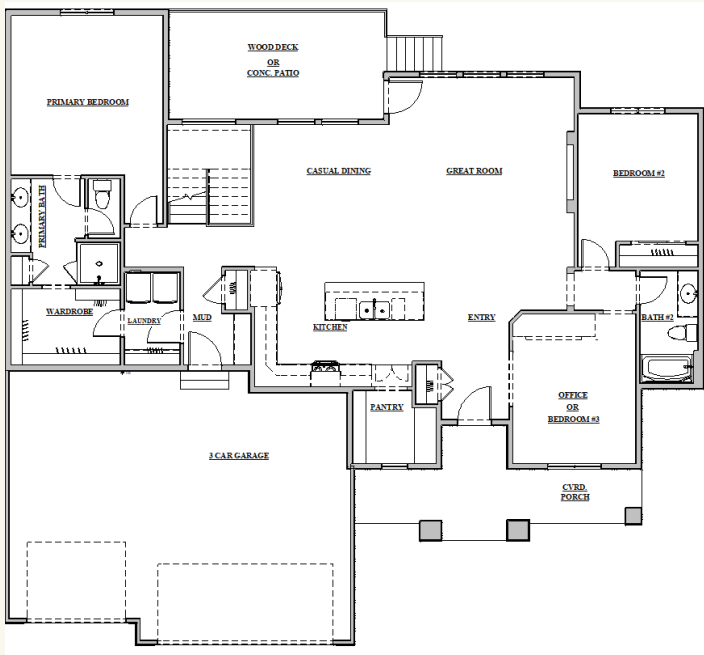 WOOD DECK
OR
CONC. PATIO
PRIMARY BEDROOM
CASUAL DINING
GREAT ROOM
BEDROOM #2
PRIMARY BATH
WARDROBE
LAUNDRY
MUD
KITCHEN
ENTRY
BATH #2
PANTRY
OFFICE
OR
BEDROOM #3
3 CAR GARAGE
CVRD.
PORCH